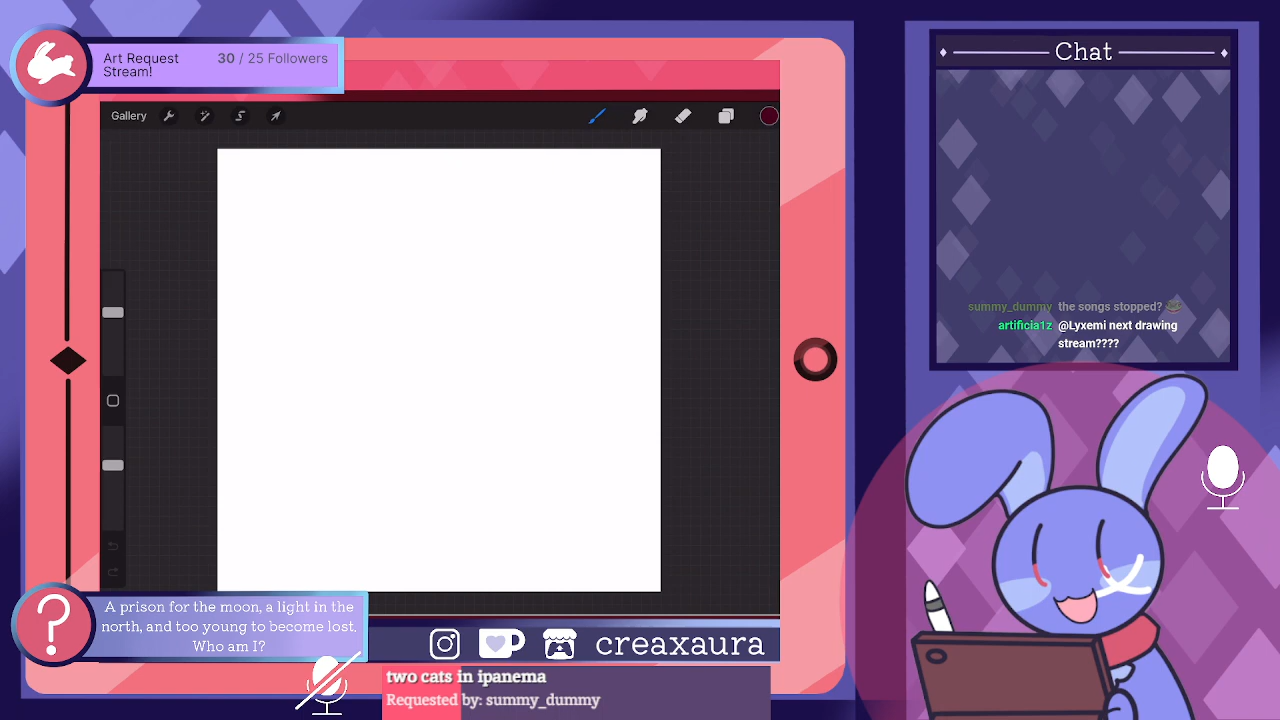 Art Request
Stream!
30 / 25 Followers
Gallery
Chat
summy_dummy the songs stopped?
artificia1z @Lyxemi next drawing
stream????
A prison for the moon, a light in the
north, and too young to become lost.
Who am I?
creaxaura
two cats in ipanema
Requested by: summy_dummy